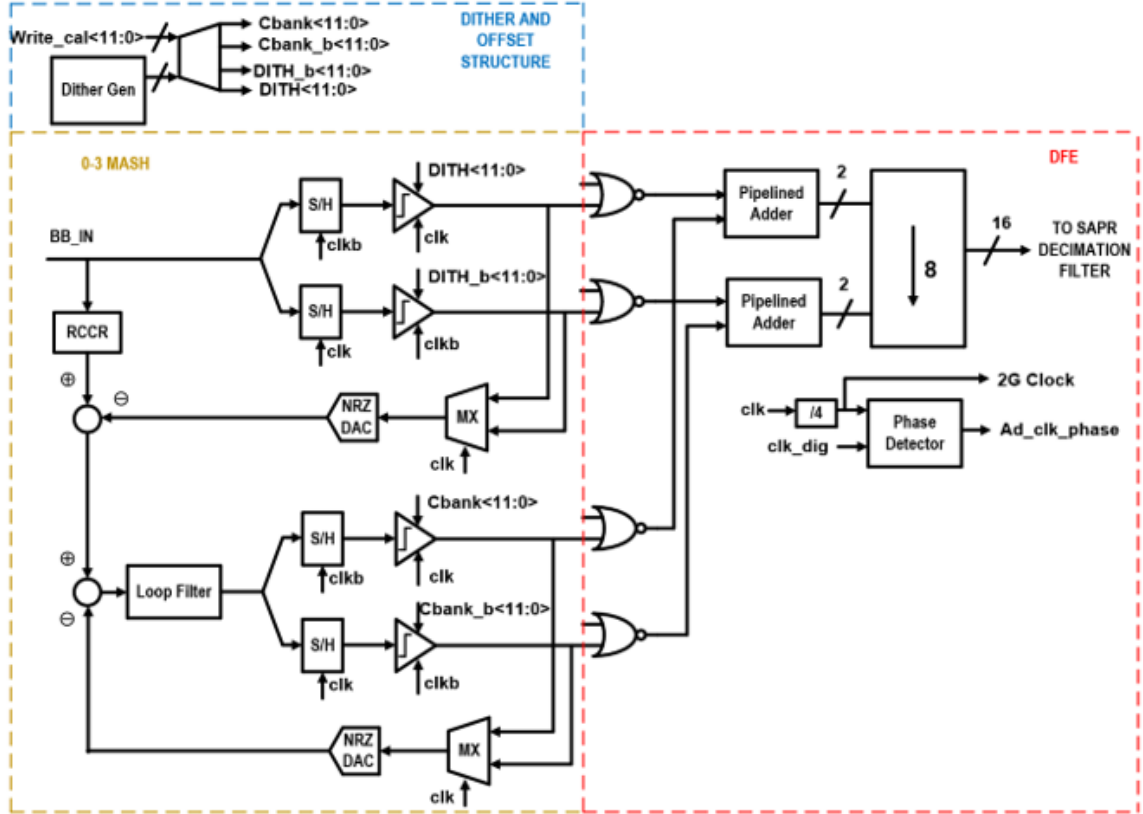 Write_cal<11:0>
Dither Gen
Cbank<11:0>
Cbank_b<11:0>
DITH_b<11:0>
DITH<11:0>
DITHER AND
OFFSET
STRUCTURE
0-3 MASH
DFE
BB_IN
RCCR
S/H
clkb
DITH<11:0>
clk
S/H
clk
DITH_b<11:0>
clkb
NRZ
DAC
MX
clk
Pipelined
Adder
2
Pipelined
Adder
2
8
16
TO SAPR
DECIMATION
FILTER
clk
/4
2G Clock
clk_dig
Phase
Detector
Ad_clk_phase
Loop Filter
S/H
clkb
Cbank<11:0>
clk
S/H
clk
Cbank_b<11:0>
clkb
NRZ
DAC
MX
clk